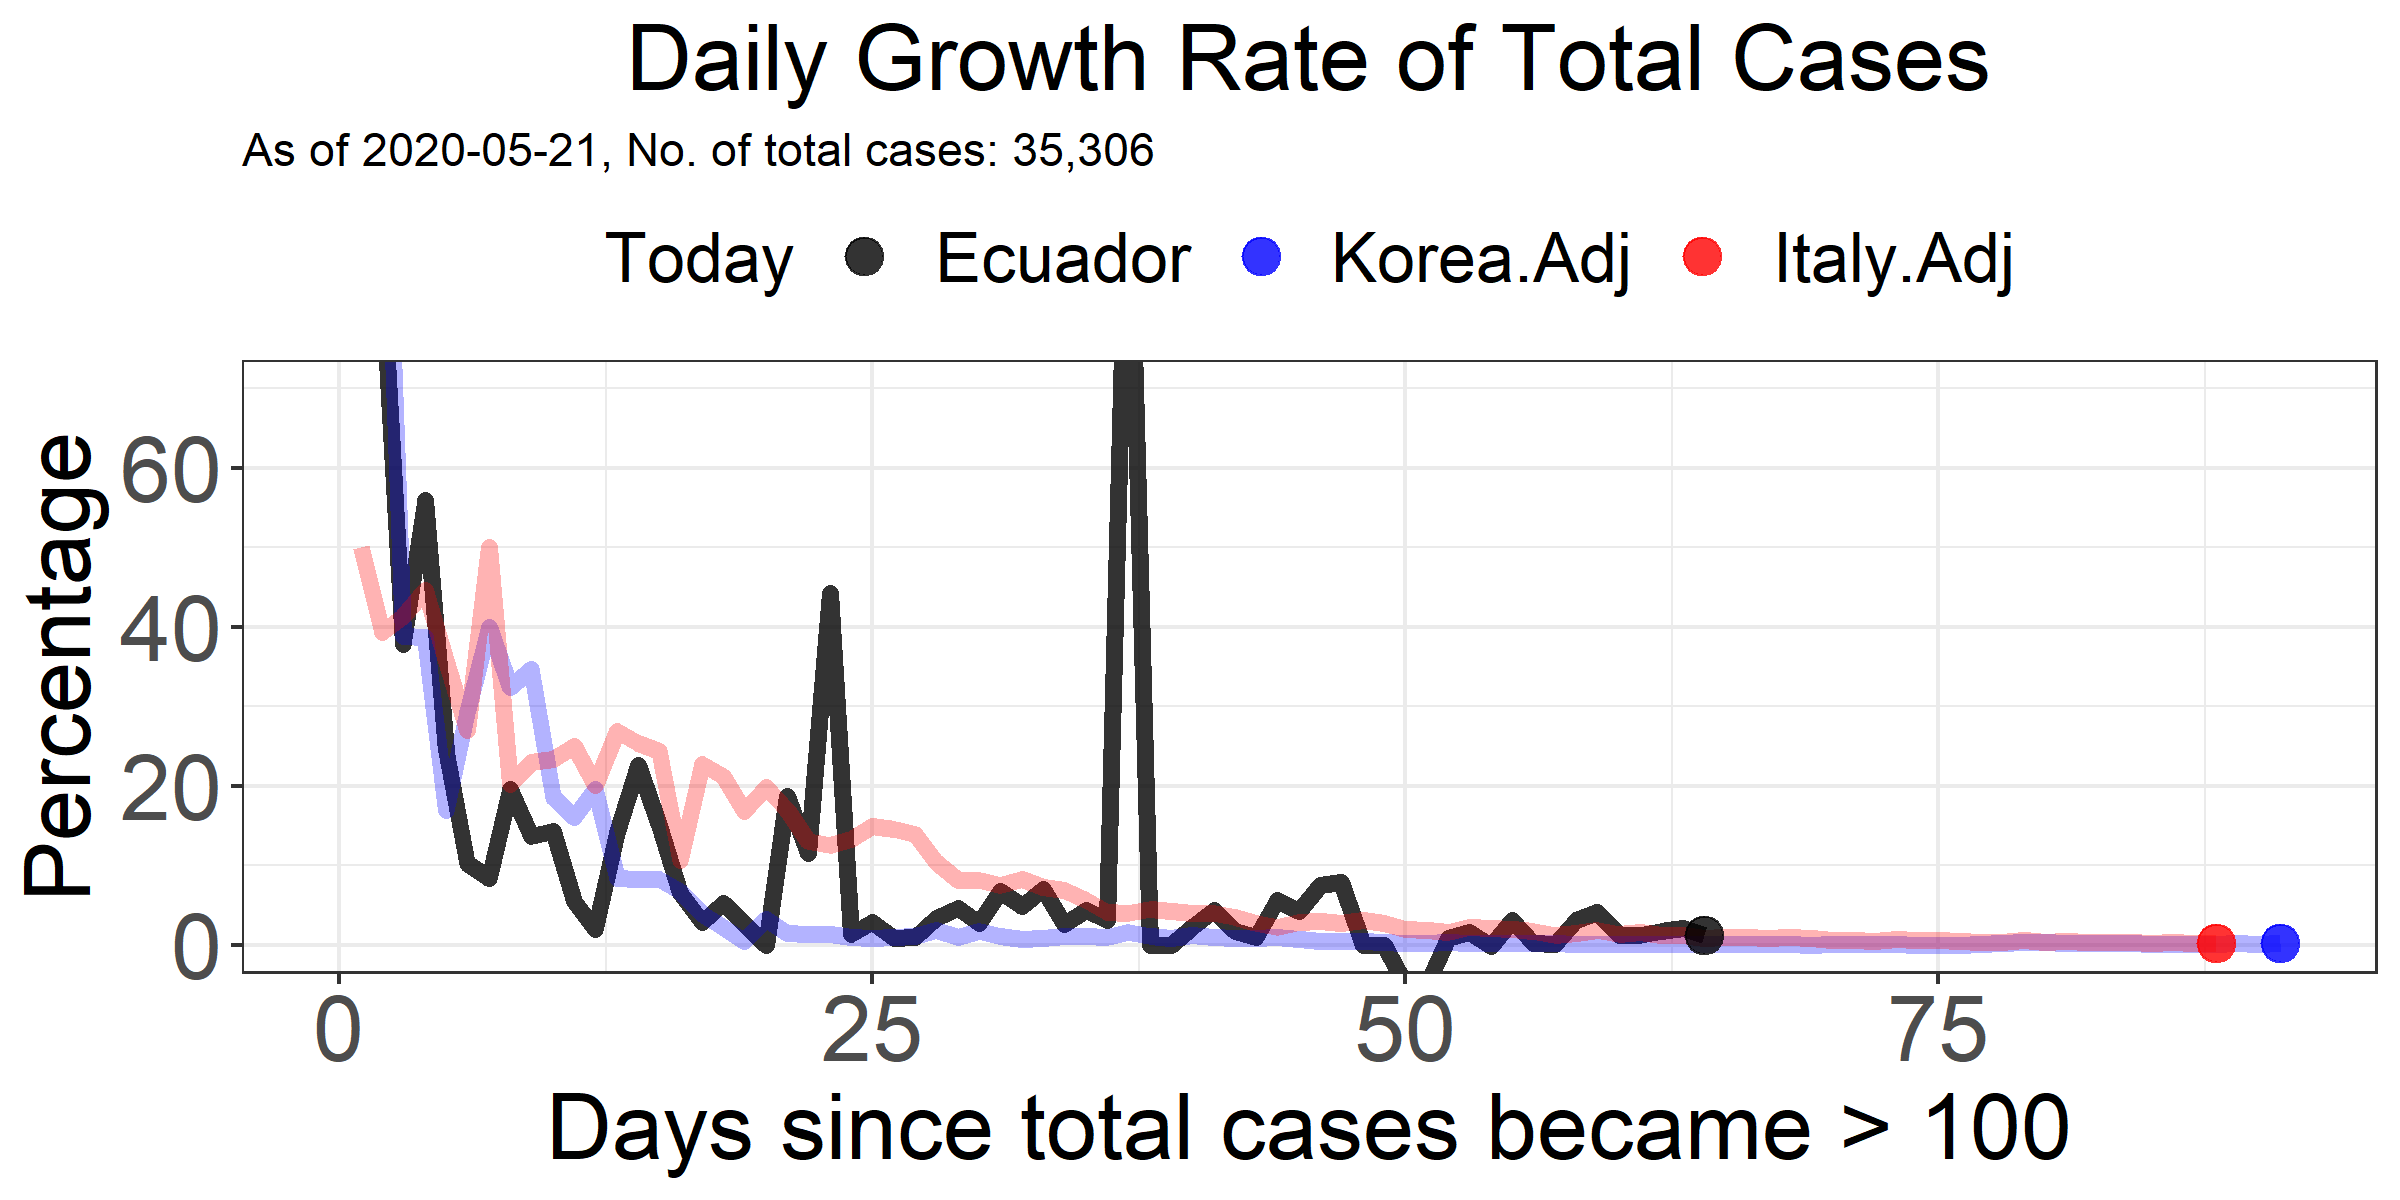 Daily Growth Rate of Total Cases
As of 2020-05-21, No. of total cases: 35,306
Today Ecuador Korea.Adj Italy.Adj
Percentage
60
40
20
0
0 25 50 75
Days since total cases became > 100